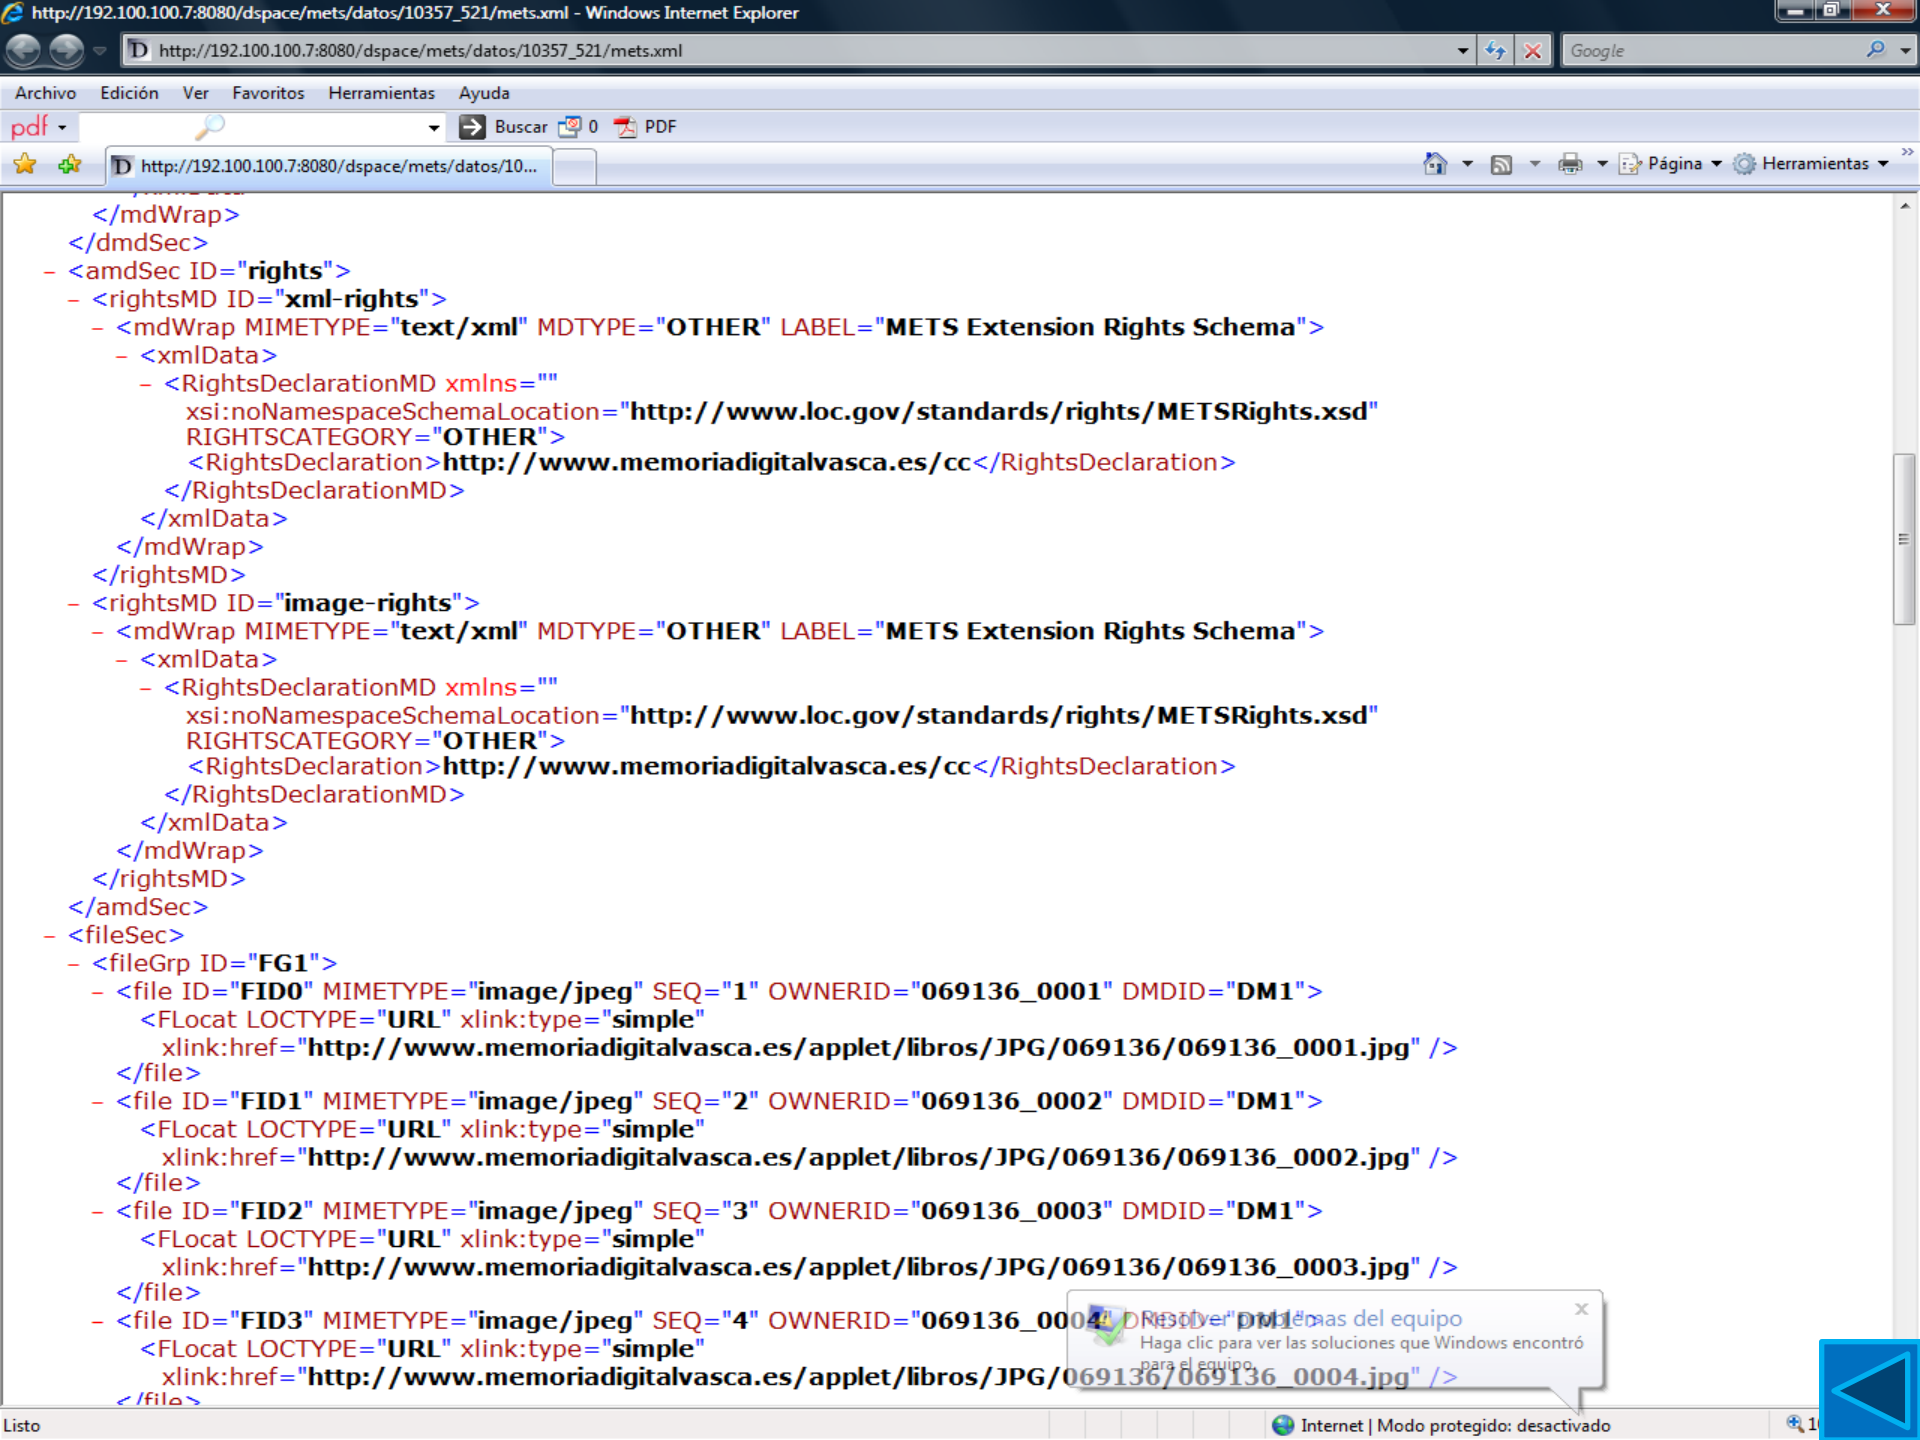 http://192.100.100.7:8080/dspace/mets/datos/10357_521/mets.xml - Windows Internet Explorer
http://192.100.100.7:8080/dspace/mets/datos/10357_521/mets.xml
Google
Archivo Edición Ver Favoritos Herramientas Ayuda
pdf Buscar 0 PDF
http://192.100.100.7:8080/dspace/mets/datos/10... Página Herramientas
</mdWrap>
</dmdSec>
- <amdSec ID="rights">
- <rightsMD ID="xml-rights">
- <mdWrap MIMETYPE="text/xml" MDTYPE="OTHER" LABEL="METS Extension Rights Schema">
- <xmlData>
- <RightsDeclarationMD xmlns=""
xsi:noNamespaceSchemaLocation="http://www.loc.gov/standards/rights/METSRights.xsd"
RIGHTSCATEGORY="OTHER">
<RightsDeclaration>http://www.memoriadigitalvasca.es/cc</RightsDeclaration>
</RightsDeclarationMD>
</xmlData>
</mdWrap>
</rightsMD>
- <rightsMD ID="image-rights">
- <mdWrap MIMETYPE="text/xml" MDTYPE="OTHER" LABEL="METS Extension Rights Schema">
- <xmlData>
- <RightsDeclarationMD xmlns=""
xsi:noNamespaceSchemaLocation="http://www.loc.gov/standards/rights/METSRights.xsd"
RIGHTSCATEGORY="OTHER">
<RightsDeclaration>http://www.memoriadigitalvasca.es/cc</RightsDeclaration>
</RightsDeclarationMD>
</xmlData>
</mdWrap>
</rightsMD>
</amdSec>
- <fileSec>
- <fileGrp ID="FG1">
- <file ID="FID0" MIMETYPE="image/jpeg" SEQ="1" OWNERID="069136_0001" DMDID="DM1">
<FLocat LOCTYPE="URL" xlink:type="simple"
xlink:href="http://www.memoriadigitalvasca.es/applet/libros/JPG/069136/069136_0001.jpg" />
</file>
- <file ID="FID1" MIMETYPE="image/jpeg" SEQ="2" OWNERID="069136_0002" DMDID="DM1">
<FLocat LOCTYPE="URL" xlink:type="simple"
xlink:href="http://www.memoriadigitalvasca.es/applet/libros/JPG/069136/069136_0002.jpg" />
</file>
- <file ID="FID2" MIMETYPE="image/jpeg" SEQ="3" OWNERID="069136_0003" DMDID="DM1">
<FLocat LOCTYPE="URL" xlink:type="simple"
xlink:href="http://www.memoriadigitalvasca.es/applet/libros/JPG/069136/069136_0003.jpg" />
</file>
- <file ID="FID3" MIMETYPE="image/jpeg" SEQ="4" OWNERID="069136_0004" DMDID="DM1">
<FLocat LOCTYPE="URL" xlink:type="simple"
xlink:href="http://www.memoriadigitalvasca.es/applet/libros/JPG/069136/069136_0004.jpg" />
</file>
Resolver problemas del equipo
Haga clic para ver las soluciones que Windows encontró
para el equipo.
Listo Internet | Modo protegido: desactivado